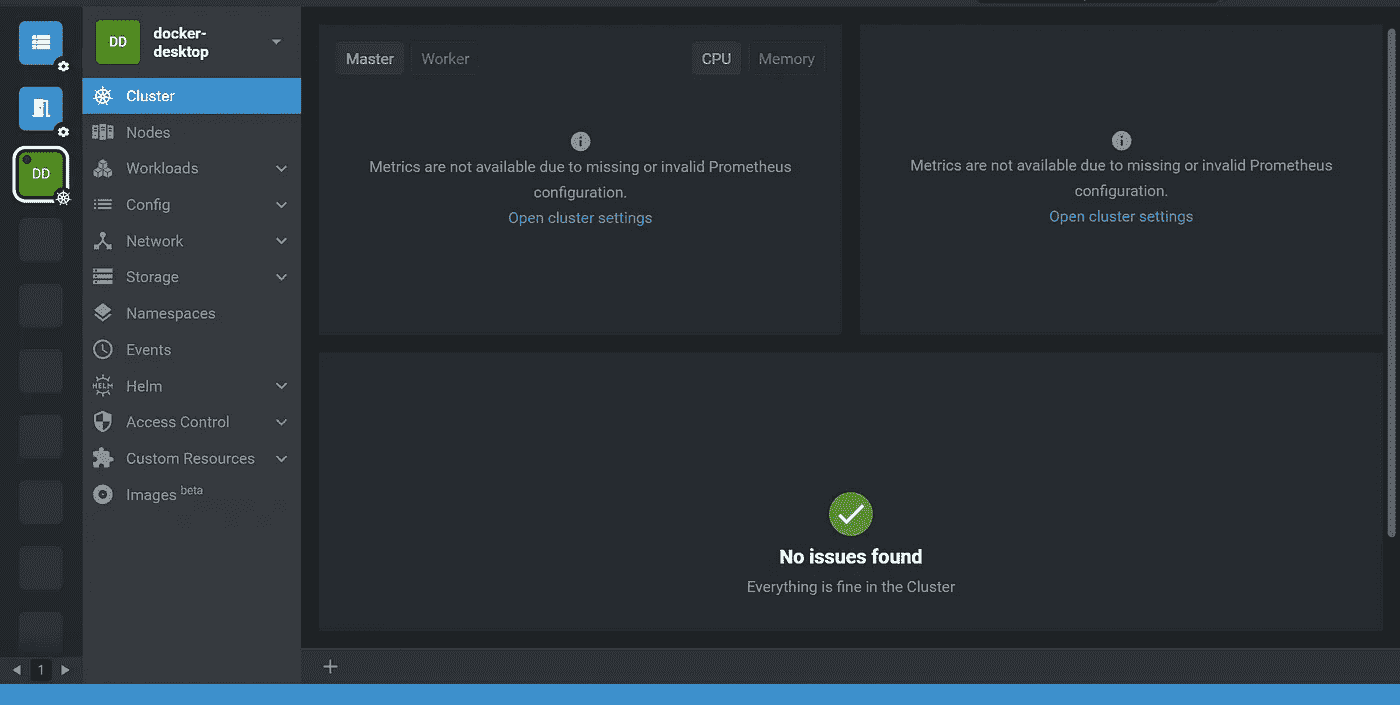 DD
docker-
desktop
Cluster
Nodes
Workloads
Config
Network
Storage
Namespaces
Events
HELM Helm
Access Control
Custom Resources
Images beta
DD
1
Master Worker CPU Memory
Metrics are not available due to missing or invalid Prometheus
configuration.
Open cluster settings
Metrics are not available due to missing or invalid Prometheus
configuration.
Open cluster settings
No issues found
Everything is fine in the Cluster